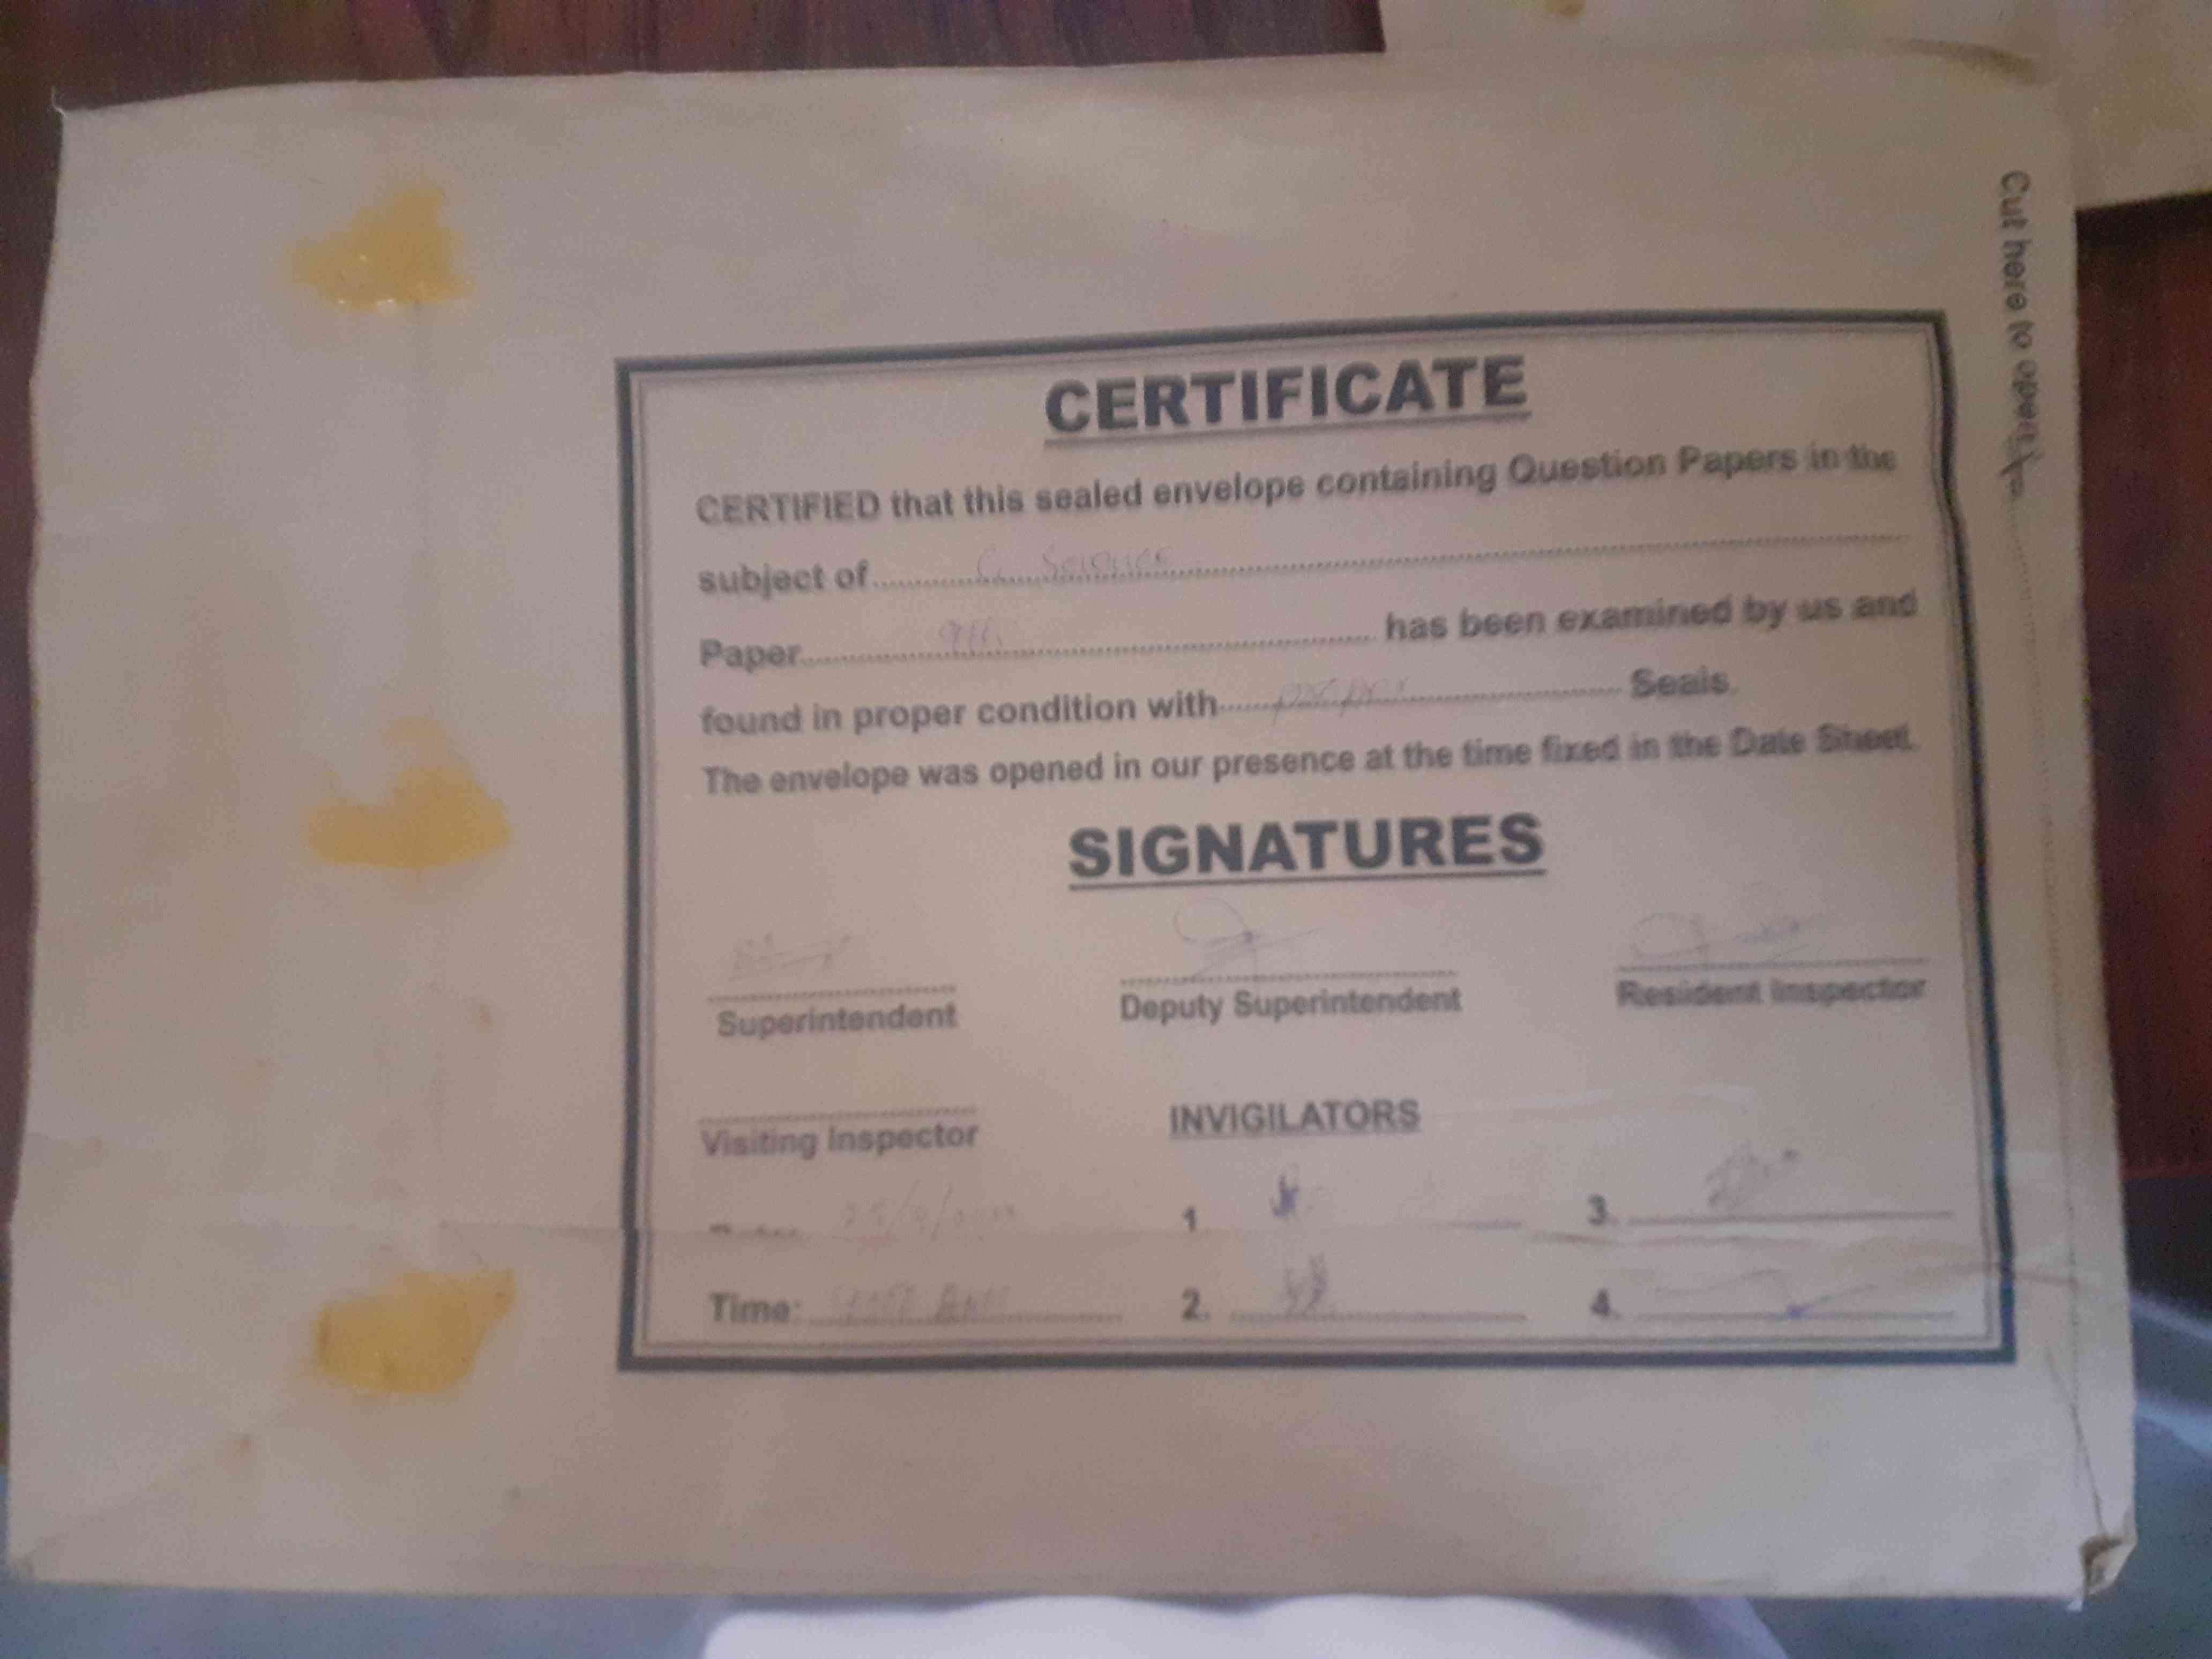 Cut here to open
CERTIFICATE
CERTIFIED that this sealed envelope containing Question Papers in the
subject of G. Science
Paper 9th has been examined by us and
found in proper condition with proper Seals.
The envelope was opened in our presence at the time fixed in the Date Sheet.
SIGNATURES
Superintendent Deputy Superintendent Resident Inspector
Visiting Inspector INVIGILATORS
1 3.
Time: 2. 4.